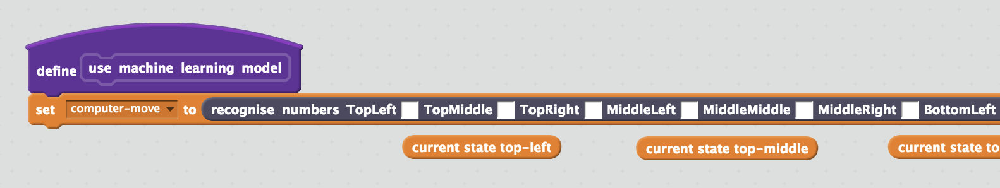 define use machine learning model
set computer-move to recognise numbers TopLeft TopMiddle TopRight MiddleLeft MiddleMiddle MiddleRight BottomLeft
current state top-left current state top-middle current state to